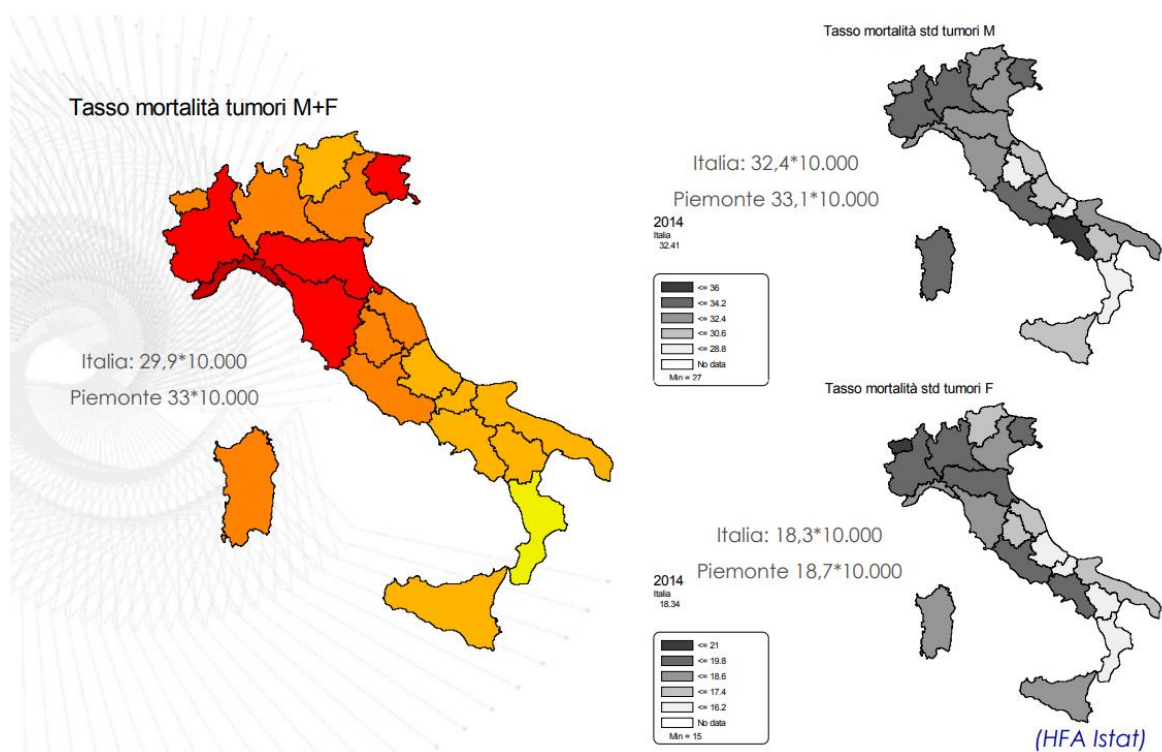 Tasso mortalità tumori M+F
Italia: 29,9*10.000
Piemonte 33*10.000
Tasso mortalità std tumori M
Italia: 32,4*10.000
Piemonte 33,1*10.000
2014
Italia
32.41
<= 36
<= 34.2
<= 32.4
<= 30.6
<= 28.8
No data
Min = 27
Tasso mortalità std tumori F
Italia: 18,3*10.000
Piemonte 18,7*10.000
2014
Italia
18.34
<= 21
<= 19.8
<= 18.6
<= 17.4
<= 16.2
No data
Min = 15
(HFA Istat)